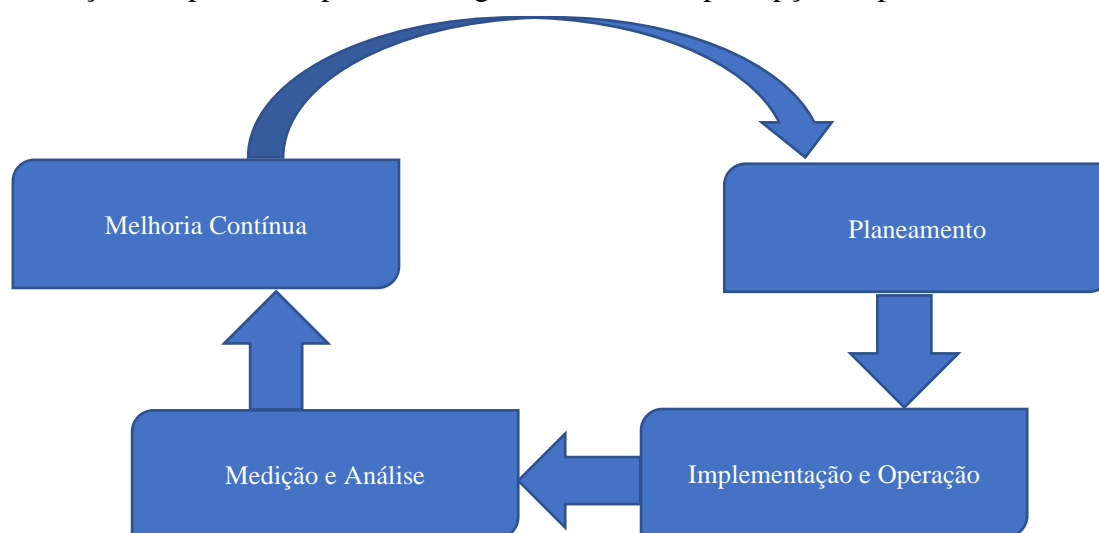 Melhoria Contínua
Planeamento
Medição e Análise
Implementação e Operação